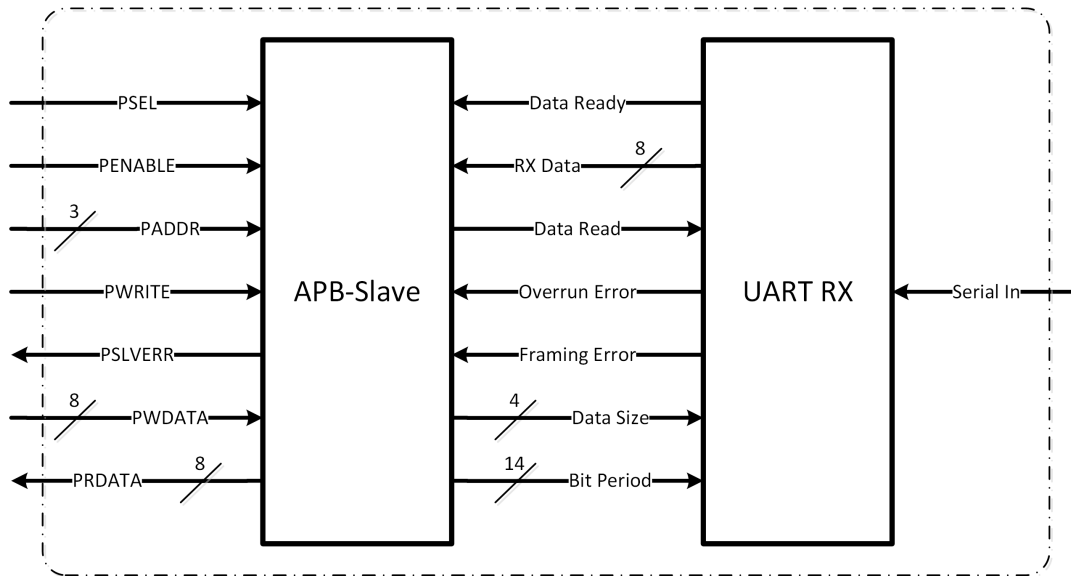 PSEL
Data Ready
PENABLE
RX Data 8
3 PADDR
Data Read
APB-Slave
UART RX
PWRITE
Overrun Error
Serial In
PSLVERR
Framing Error
8 PWDATA
4 Data Size
PRDATA 8
14 Bit Period